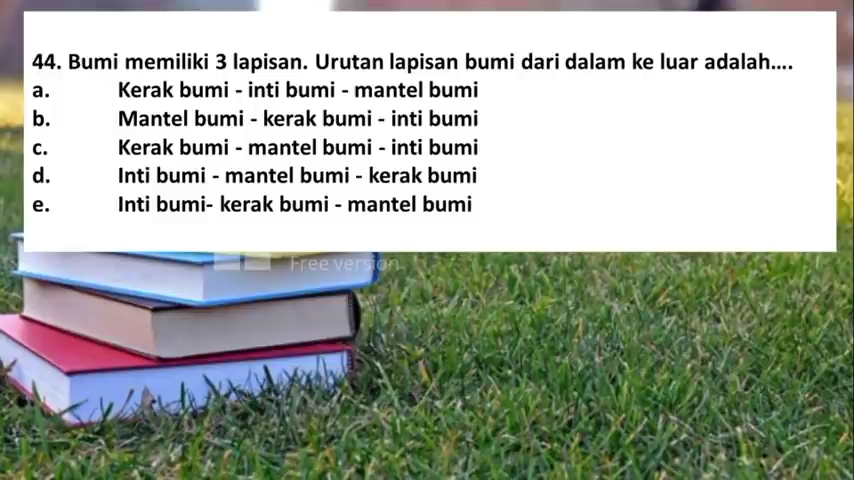 44. Bumi memiliki 3 lapisan. Urutan lapisan bumi dari dalam ke luar adalah....
a. Kerak bumi - inti bumi - mantel bumi
b. Mantel bumi - kerak bumi - inti bumi
c. Kerak bumi - mantel bumi - inti bumi
d. Inti bumi - mantel bumi - kerak bumi
e. Inti bumi- kerak bumi - mantel bumi
Free version